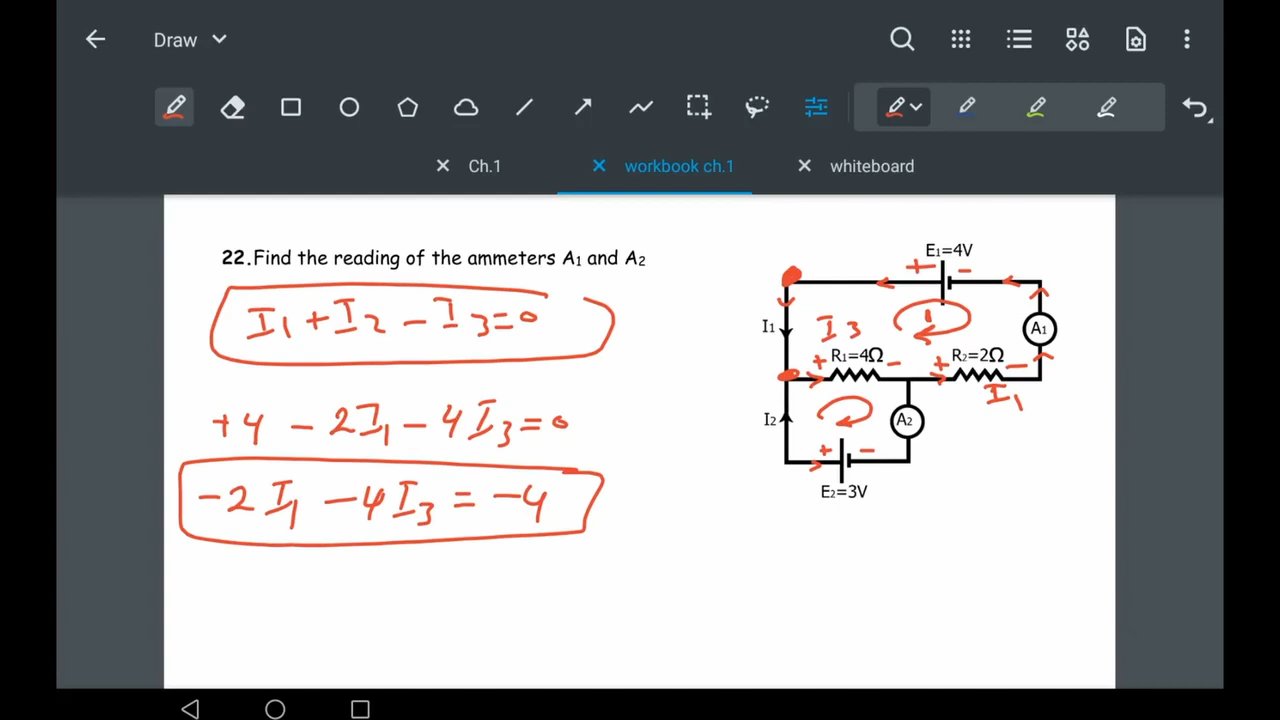 Draw
Ch.1
workbook ch.1
whiteboard
22.Find the reading of the ammeters A1 and A2
I1 + I2 - I3 = 0
+4 - 2I1 - 4I3 = 0
-2I1 - 4I3 = -4
E1=4V
+ -
I1
I3
1
A1
R1=4Ω
R2=2Ω
+ - + -
I1
I2
A2
+ -
E2=3V